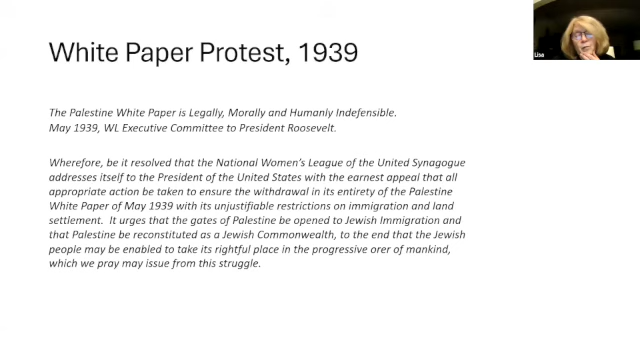 Lisa
White Paper Protest, 1939
The Palestine White Paper is Legally, Morally and Humanly Indefensible.
May 1939, WL Executive Committee to President Roosevelt.
Wherefore, be it resolved that the National Women's League of the United Synagogue
addresses itself to the President of the United States with the earnest appeal that all
appropriate action be taken to ensure the withdrawal in its entirety of the Palestine
White Paper of May 1939 with its unjustifiable restrictions on immigration and land
settlement. It urges that the gates of Palestine be opened to Jewish Immigration and
that Palestine be reconstituted as a Jewish Commonwealth, to the end that the Jewish
people may be enabled to take its rightful place in the progressive orer of mankind,
which we pray may issue from this struggle.